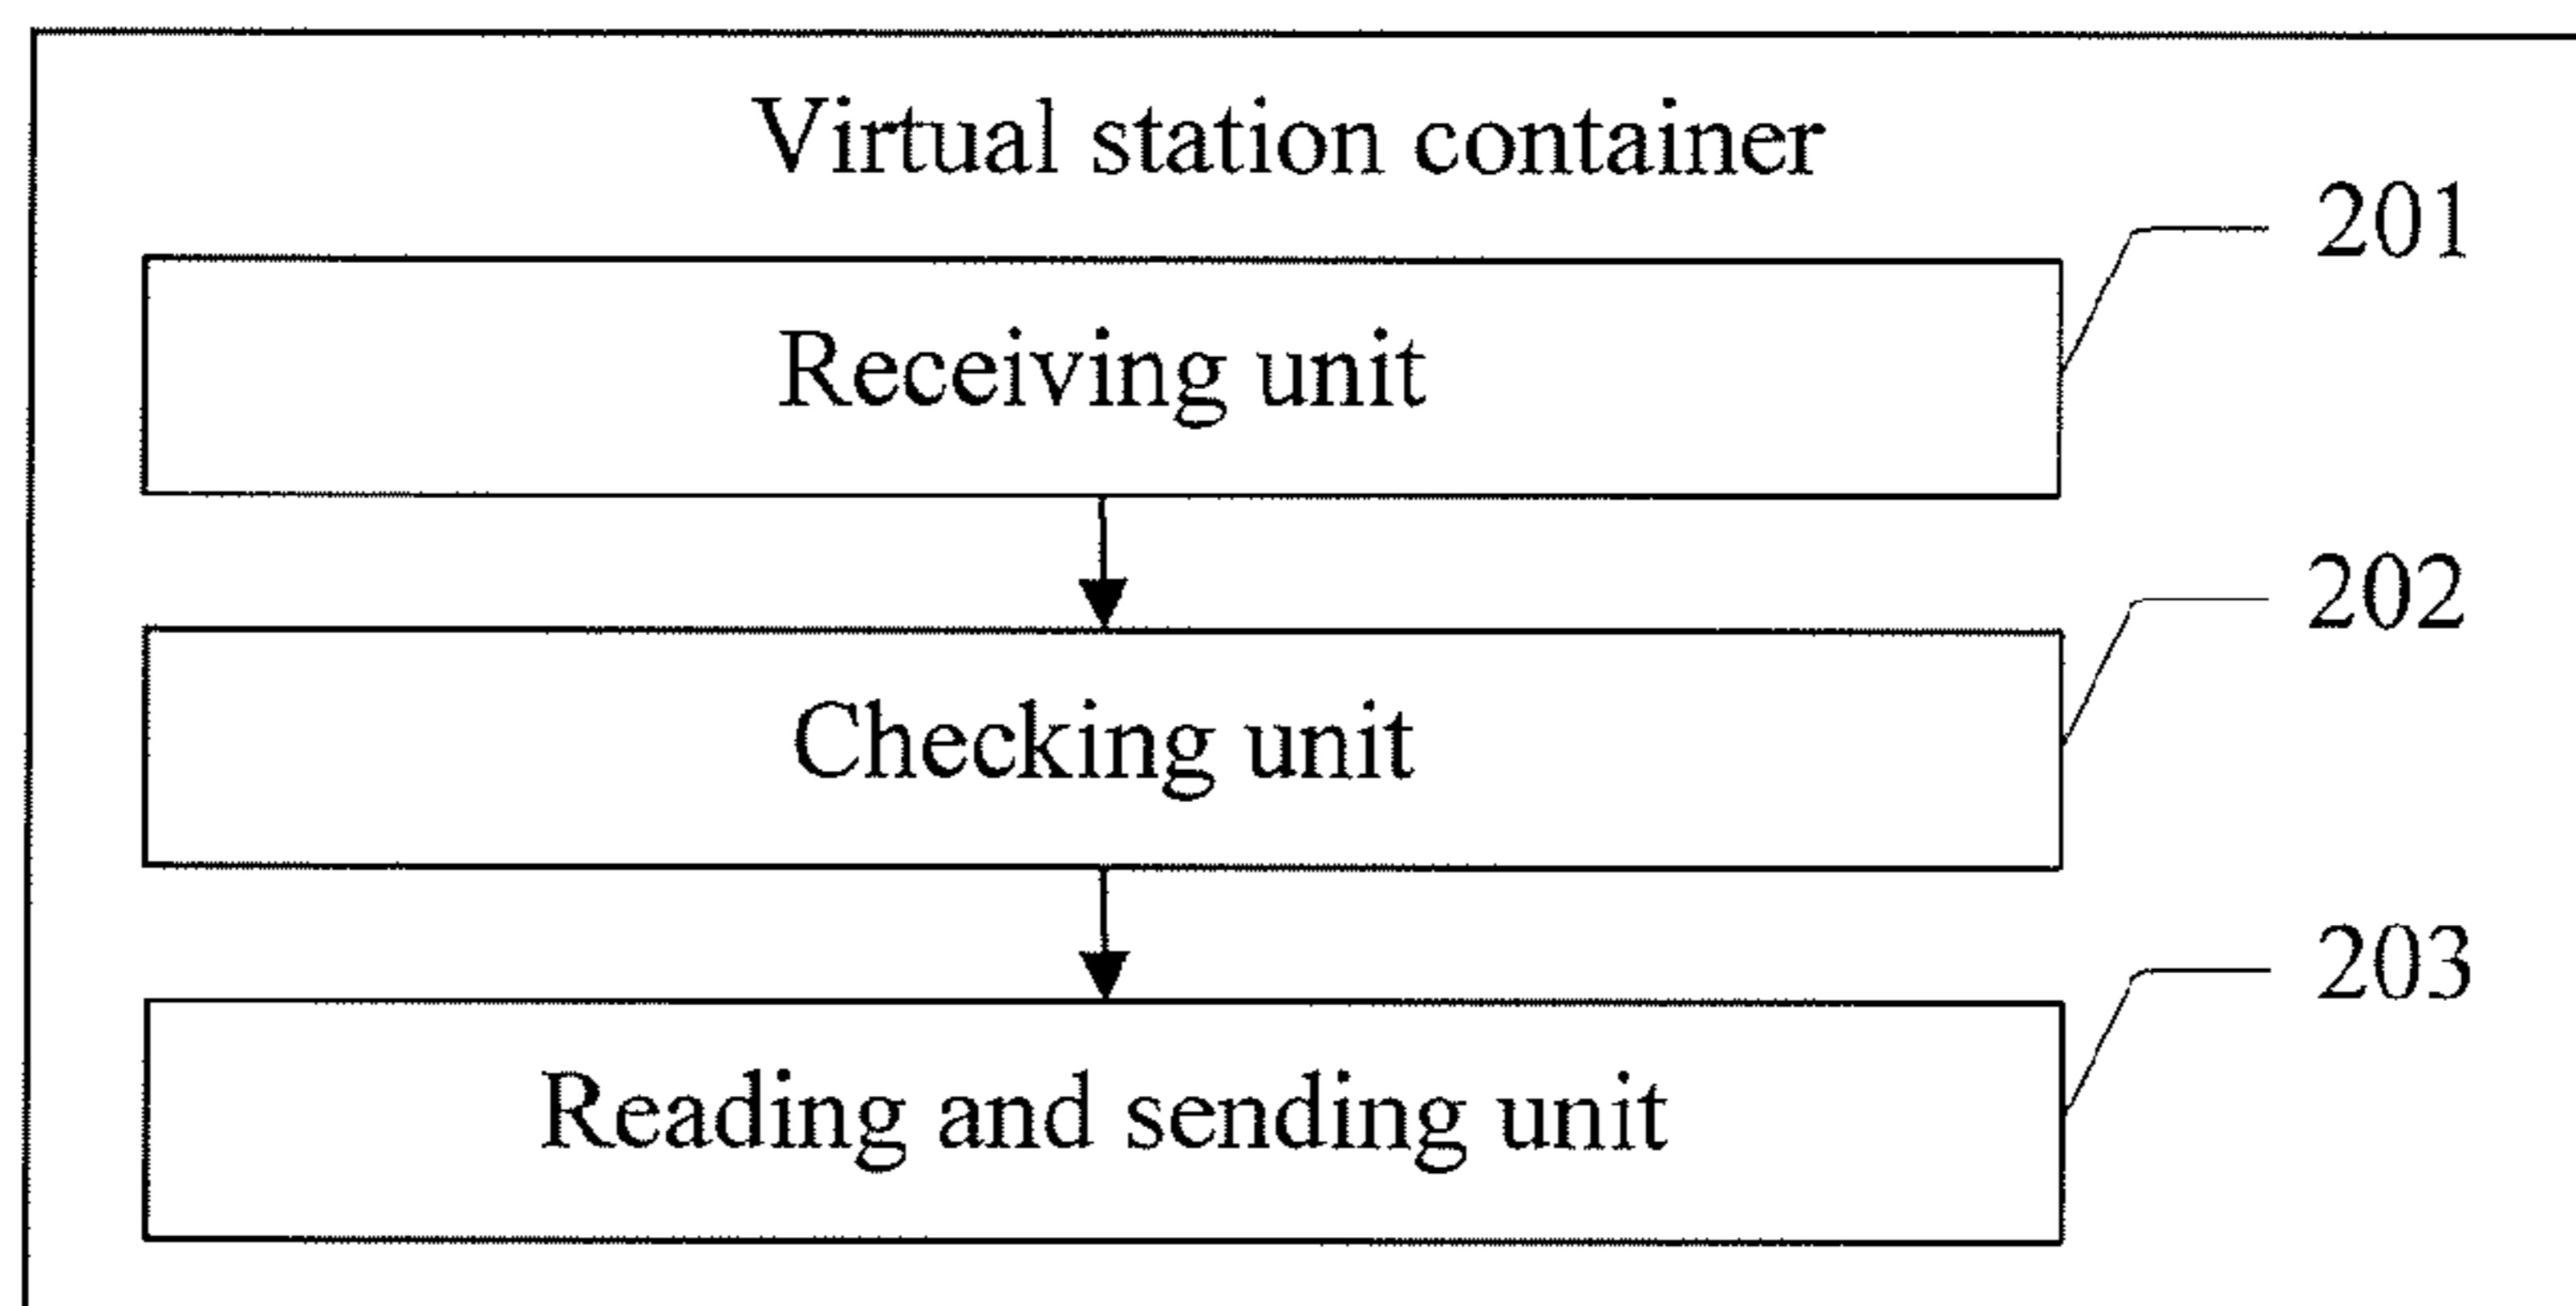 Virtual station container
201
Receiving unit
202
Checking unit
203
Reading and sending unit